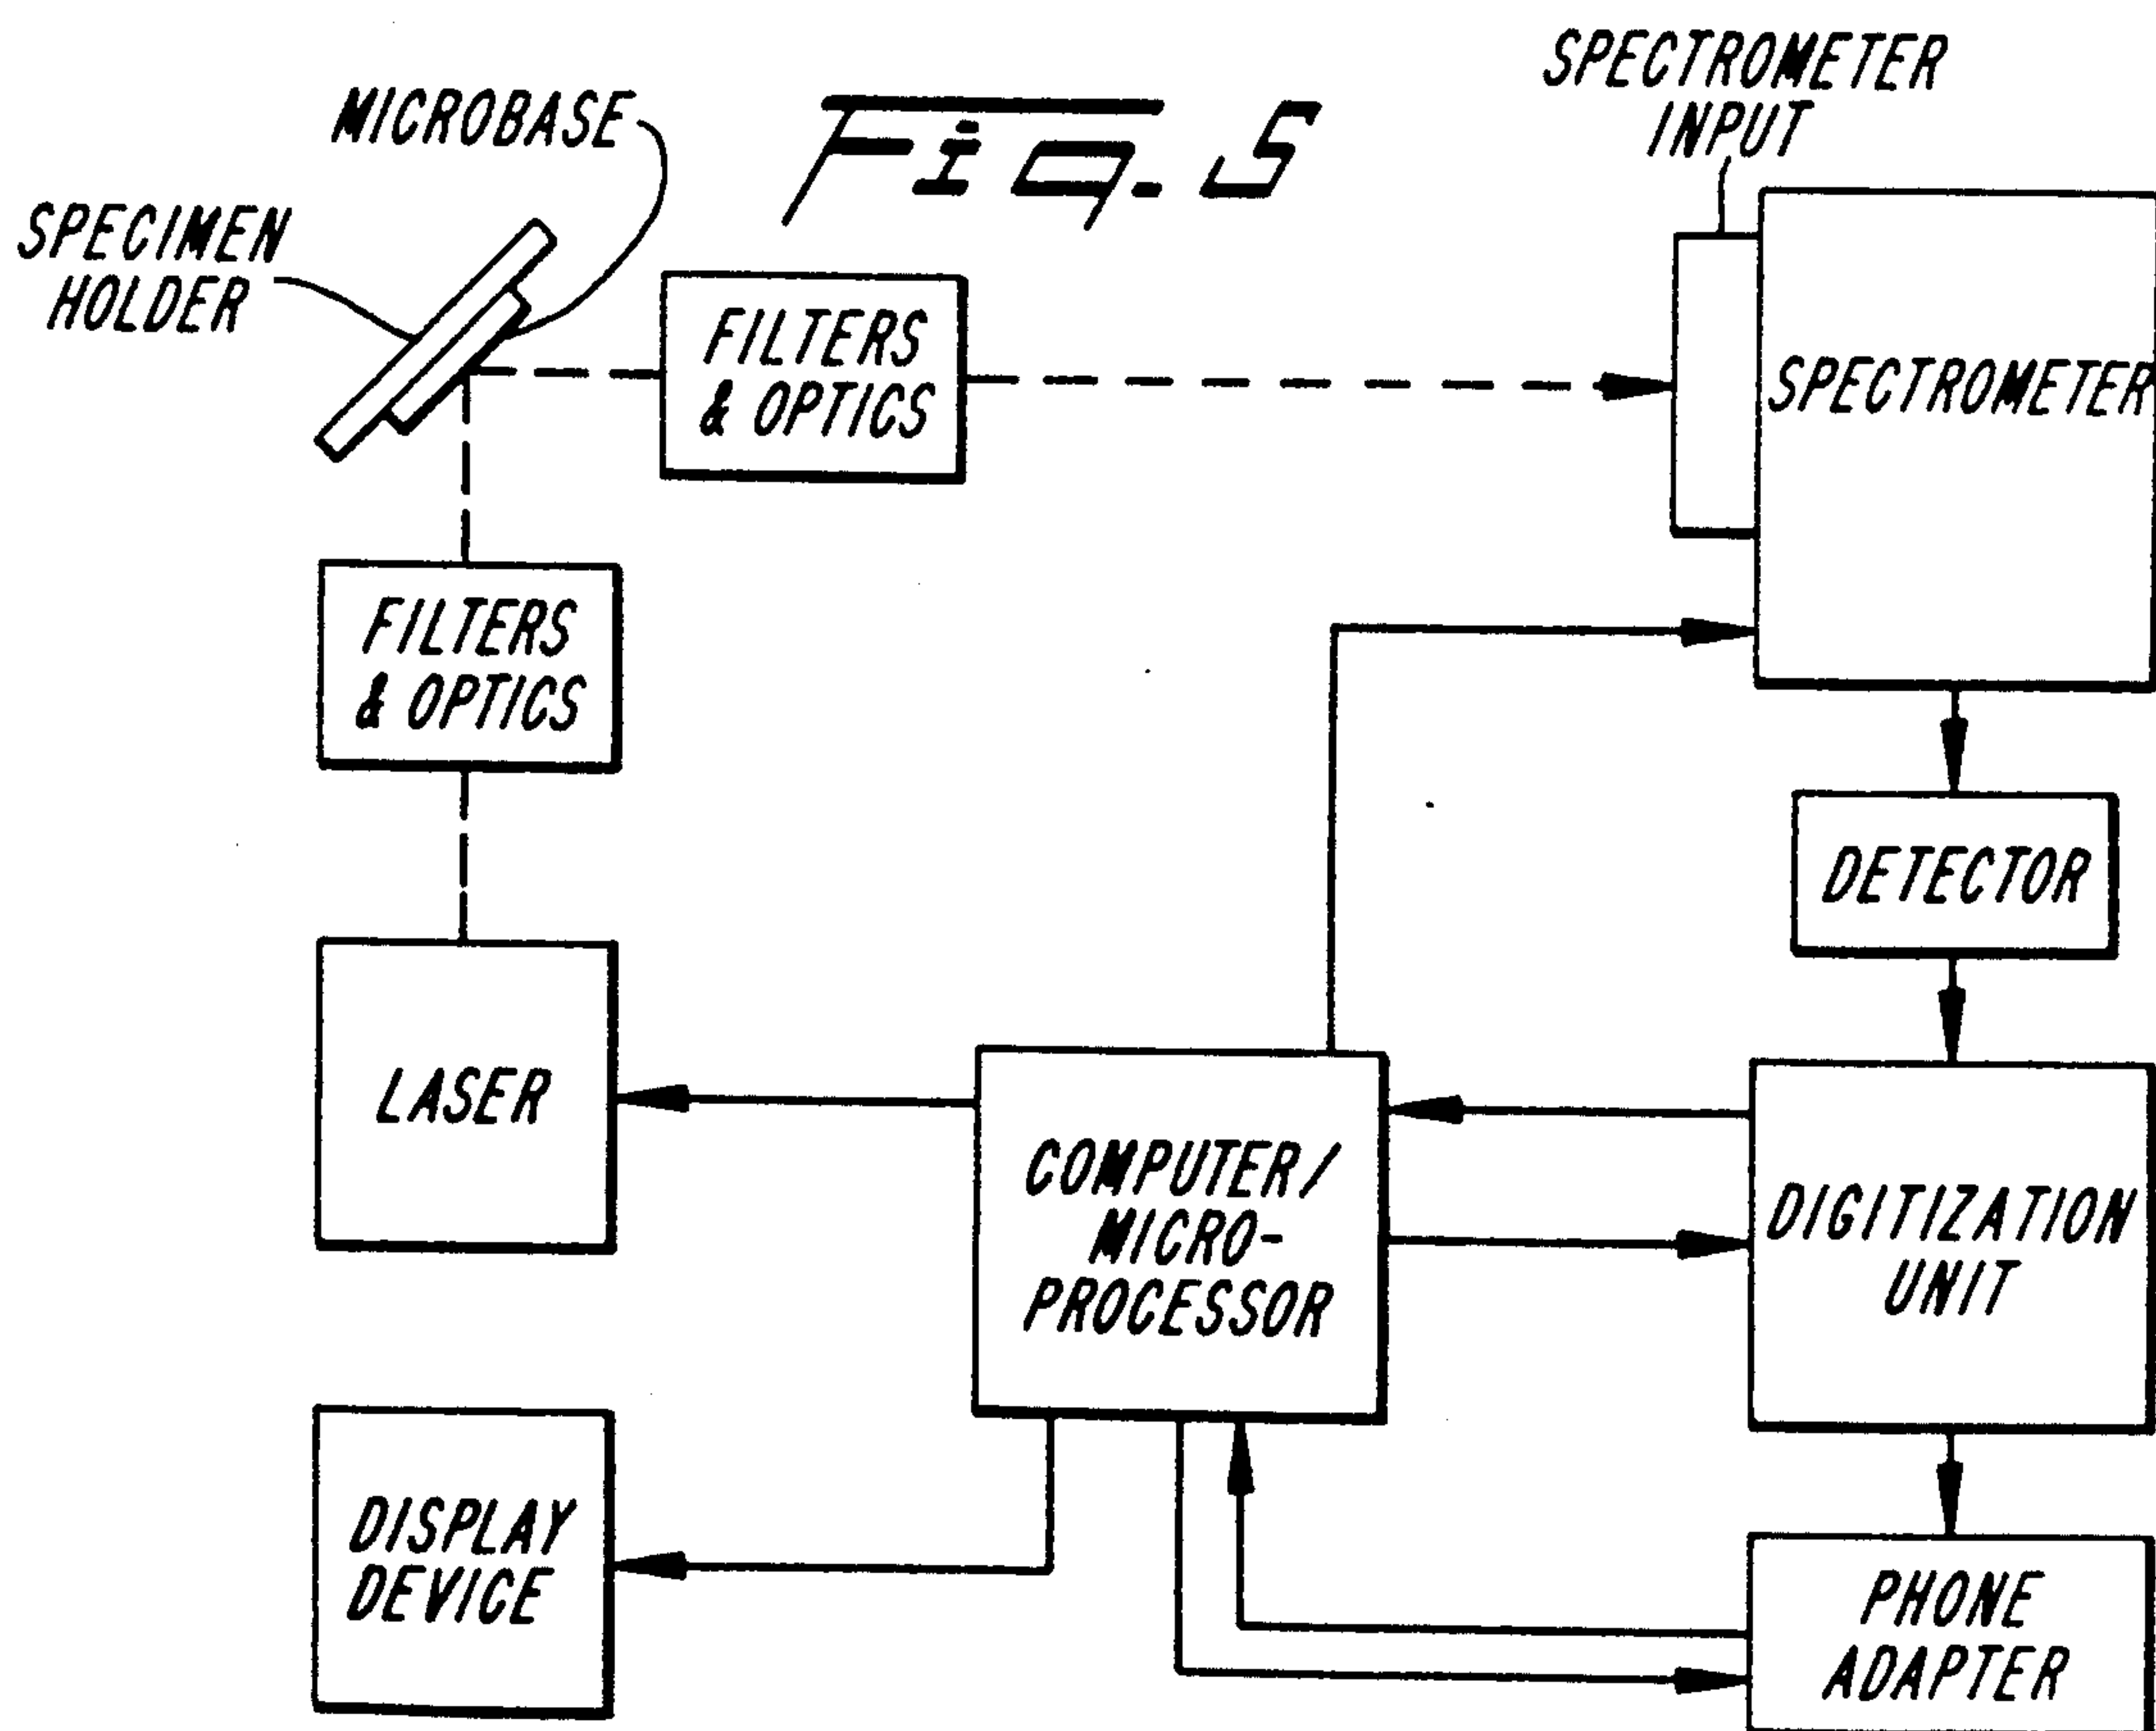 Fig. 5
SPECTROMETER
INPUT
MICROBASE
SPECIMEN
HOLDER
FILTERS
& OPTICS
SPECTROMETER
FILTERS
& OPTICS
DETECTOR
LASER
COMPUTER/
MICRO-
PROCESSOR
DIGITIZATION
UNIT
DISPLAY
DEVICE
PHONE
ADAPTER